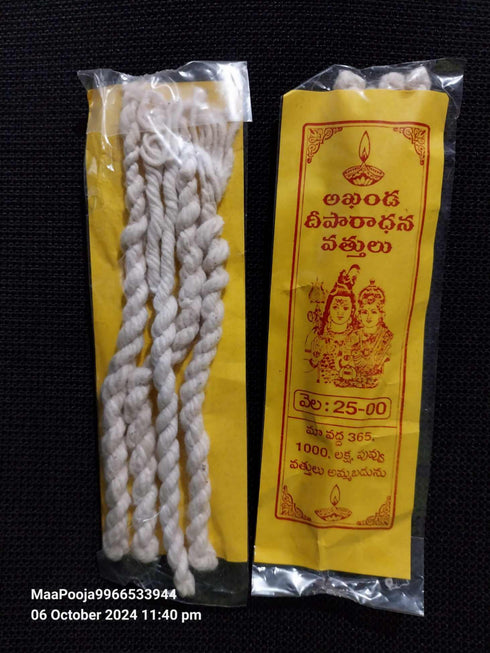 అఖండ
దీపారాధన
వత్తులు
వెల : 25-00
మా వద్ద 365,
1000, లక్ష, పువ్వు
వత్తులు అమ్మబడును
MaaPooja9966533944
06 October 2024 11:40 pm